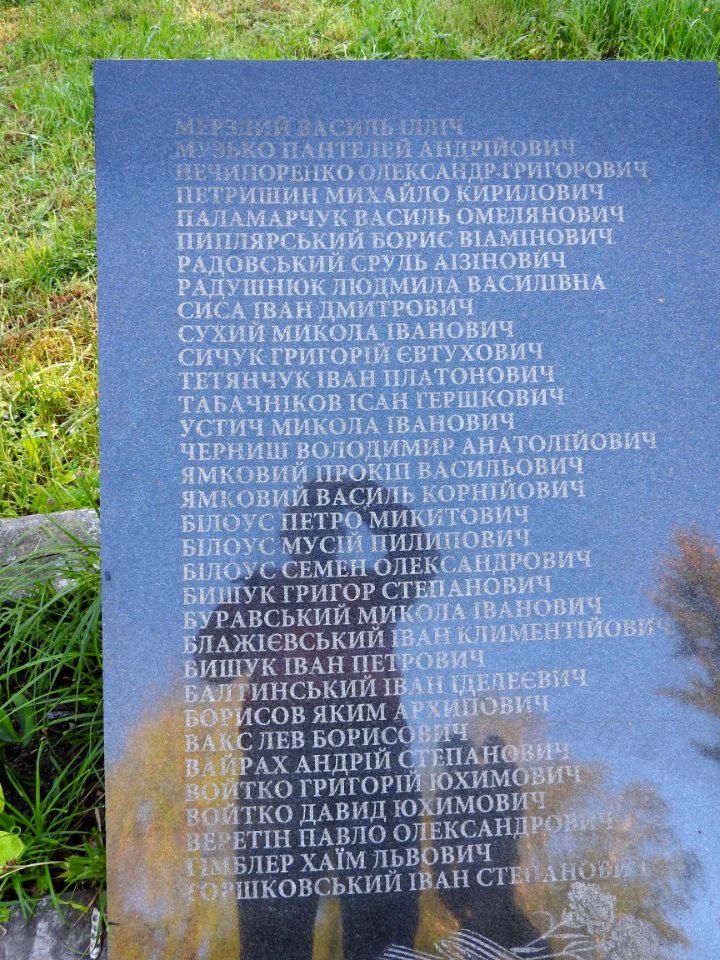 МЕРЗЛИЙ ВАСИЛЬ ІЛЛІЧ
МУЗЬКО ПАНТЕЛЕЙ АНДРІЙОВИЧ
НЕЧИПОРЕНКО ОЛЕКСАНДР ГРИГОРОВИЧ
ПЕТРИШИН МИХАЙЛО КИРИЛОВИЧ
ПАЛАМАРЧУК ВАСИЛЬ ОМЕЛЯНОВИЧ
ПИПЛЯРСЬКИЙ БОРИС ВІАМІНОВИЧ
РАДОВСЬКИЙ СРУЛЬ АІЗІНОВИЧ
РАДУШНЮК ЛЮДМИЛА ВАСИЛІВНА
СИСА ІВАН ДМИТРОВИЧ
СУХИЙ МИКОЛА ІВАНОВИЧ
СИЧУК ГРИГОРІЙ ЄВТУХОВИЧ
ТЕТЯНЧУК ІВАН ПЛАТОНОВИЧ
ТАБАЧНІКОВ ІСАН ГЕРШКОВИЧ
УСТИЧ МИКОЛА ІВАНОВИЧ
ЧЕРНИШ ВОЛОДИМИР АНАТОЛІЙОВИЧ
ЯМКОВИЙ ПРОКІП ВАСИЛЬОВИЧ
ЯМКОВИЙ ВАСИЛЬ КОРНІЙОВИЧ
БІЛОУС ПЕТРО МИКИТОВИЧ
БІЛОУС МУСІЙ ПИЛИПОВИЧ
БІЛОУС СЕМЕН ОЛЕКСАНДРОВИЧ
БИШУК ГРИГОР СТЕПАНОВИЧ
БУРАВСЬКИЙ МИКОЛА ІВАНОВИЧ
БЛАЖІЄВСЬКИЙ ІВАН КЛИМЕНТІЙОВИЧ
БИШУК ІВАН ПЕТРОВИЧ
БАЛТИНСЬКИЙ ІВАН ІДЕЛЕЄВИЧ
БОРИСОВ ЯКИМ АРХИПОВИЧ
ВАКС ЛЕВ БОРИСОВИЧ
ВАЙРАХ АНДРІЙ СТЕПАНОВИЧ
ВОЙТКО ГРИГОРІЙ ЮХИМОВИЧ
ВОЙТКО ДАВИД ЮХИМОВИЧ
ВЕРЕТІН ПАВЛО ОЛЕКСАНДРОВИЧ
ГІМБЛЕР ХАЇМ ЛЬВОВИЧ
ГОРШКОВСЬКИЙ ІВАН СТЕПАНОВИЧ